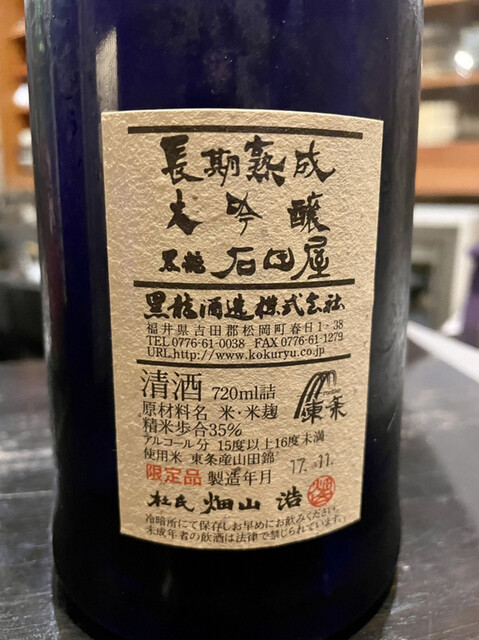 長期熟成
大吟醸
黒龍 石田屋
黒龍酒造株式会社
福井県吉田郡松岡町春日1-38
TEL 0776-61-0038 FAX 0776-61-1279
URL http://www.kokuryu.co.jp
清酒 720ml詰
原材料名 米・米麹
精米歩合35%
アルコール分 15度以上16度未満
使用米 東条産山田錦
東条
限定品 製造年月 17.11.
杜氏 畑山 浩
冷暗所にて保存しお早めにお飲みください。
未成年者の飲酒は法律で禁じられています。